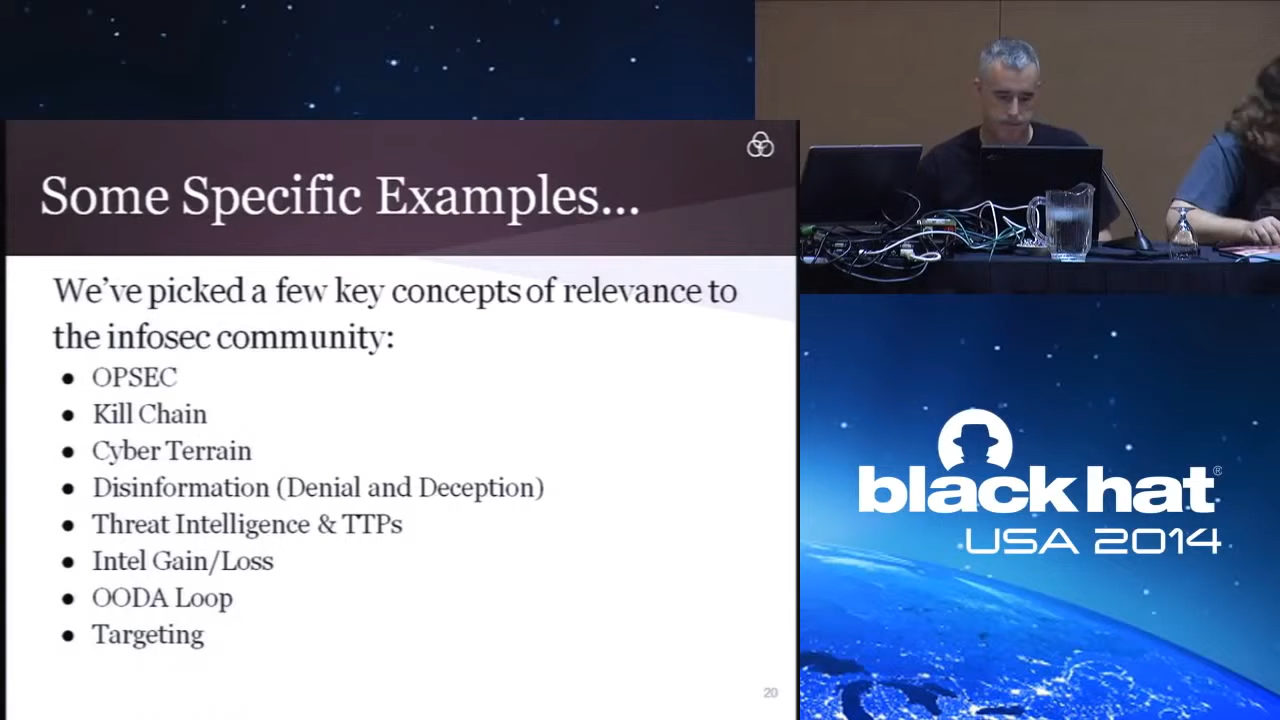 Some Specific Examples...
We've picked a few key concepts of relevance to
the infosec community:
● OPSEC
● Kill Chain
● Cyber Terrain
● Disinformation (Denial and Deception)
● Threat Intelligence & TTPs
● Intel Gain/Loss
● OODA Loop
● Targeting
20
black hat®
USA 2014